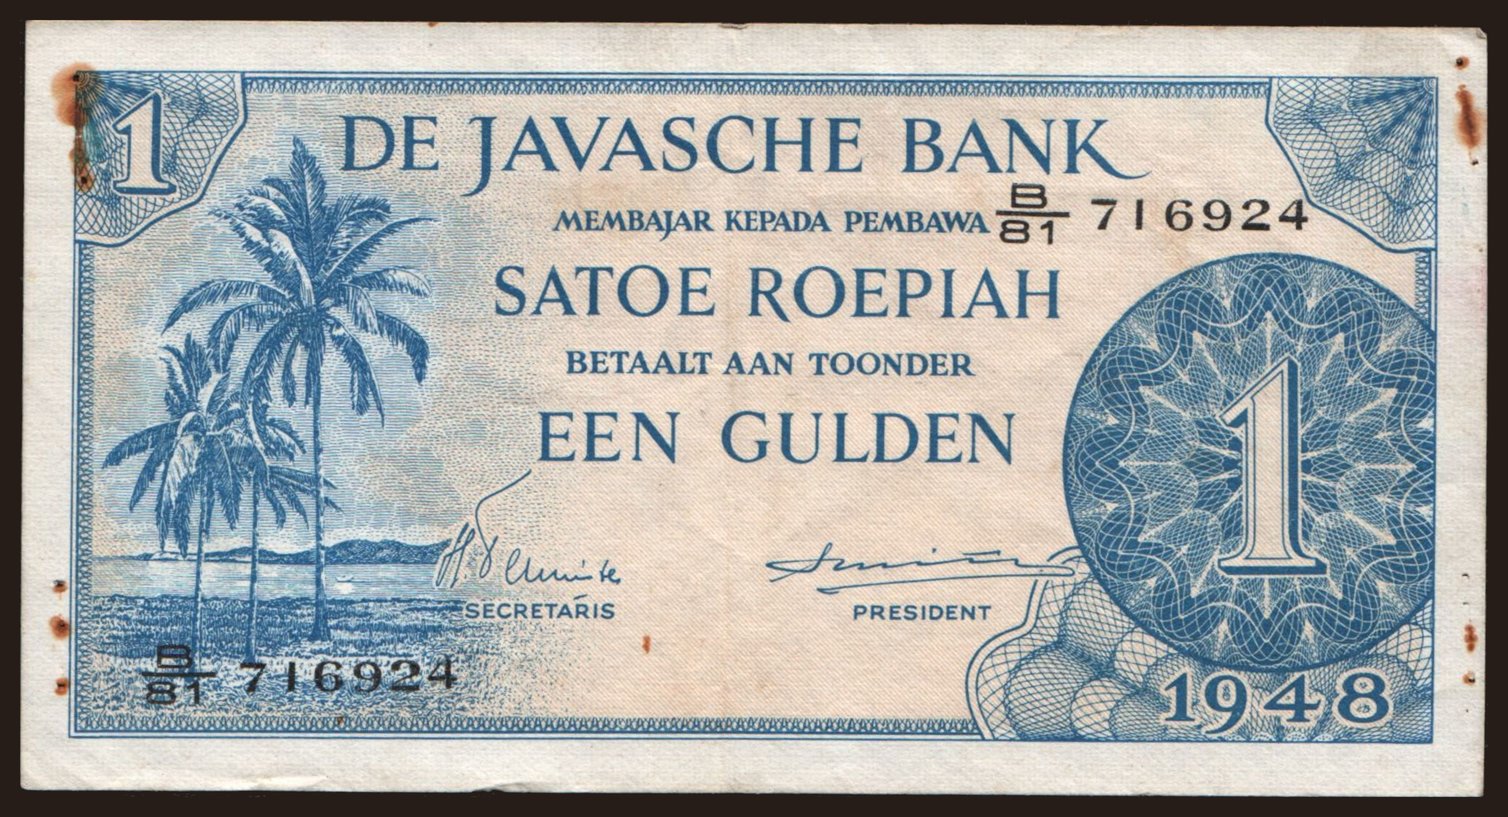 1
DE JAVASCHE BANK
MEMBAJAR KEPADA PEMBAWA B/81 716924
SATOE ROEPIAH
BETAALT AAN TOONDER
EEN GULDEN
1
SECRETARIS
PRESIDENT
B/81 716924
1948